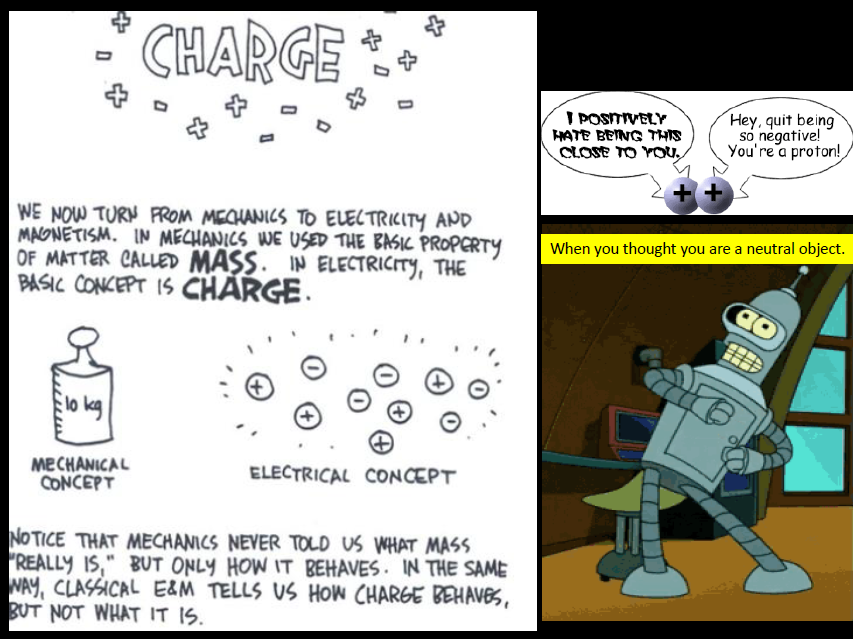 CHARGE
WE NOW TURN FROM MECHANICS TO ELECTRICITY AND
MAGNETISM. IN MECHANICS WE USED THE BASIC PROPERTY
OF MATTER CALLED MASS. IN ELECTRICITY, THE
BASIC CONCEPT IS CHARGE.
10 kg
MECHANICAL
CONCEPT
ELECTRICAL CONCEPT
NOTICE THAT MECHANICS NEVER TOLD US WHAT MASS
"REALLY IS," BUT ONLY HOW IT BEHAVES. IN THE SAME
WAY, CLASSICAL E&M TELLS US HOW CHARGE BEHAVES,
BUT NOT WHAT IT IS.
I POSITIVELY
HATE BEING THIS
CLOSE TO YOU.
Hey, quit being
so negative!
You're a proton!
When you thought you are a neutral object.